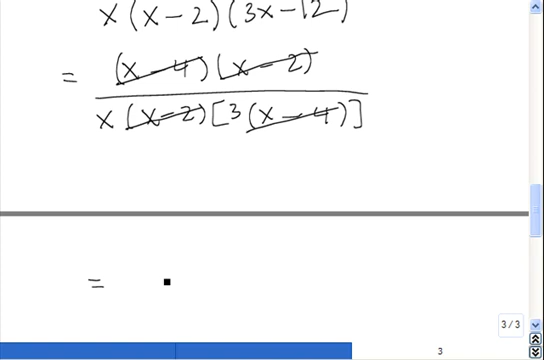 x(x-2)(3x-12)
= (x-4)(x-2)
x(x-2)[3(x-4)]
=
3/3
3